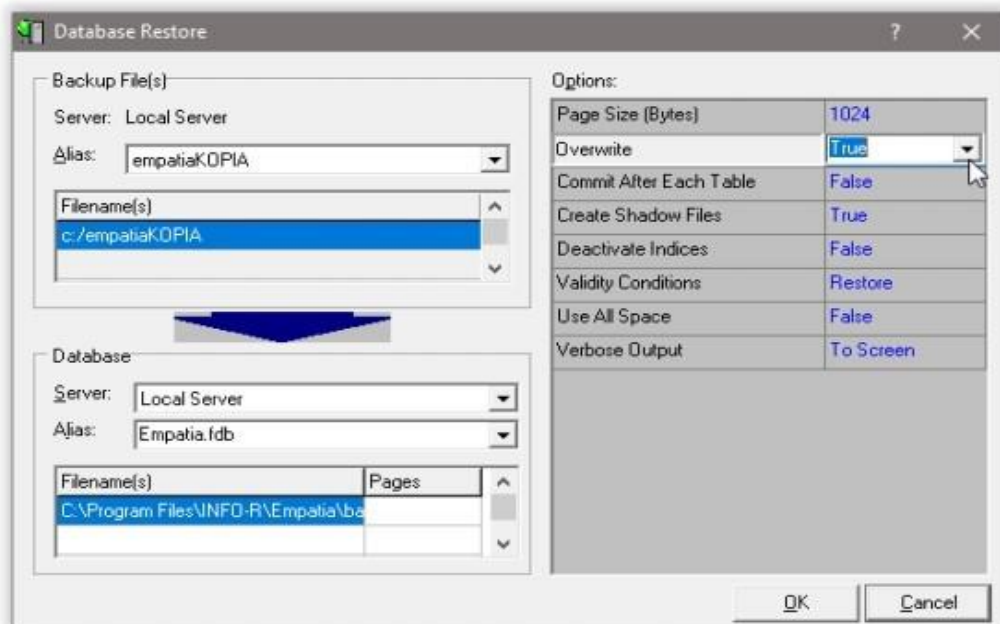 Database Restore
?
Backup File(s)
Server: Local Server
Alias: empatiaKOPIA
Filename(s)
c:/empatiaKOPIA
Database
Server: Local Server
Alias: Empatia.fdb
Filename(s) Pages
C:\Program Files\INFO-R\Empatia\ba
Options:
Page Size (Bytes) 1024
Overwrite True
Commit After Each Table False
Create Shadow Files True
Deactivate Indices False
Validity Conditions Restore
Use All Space False
Verbose Output To Screen
OK Cancel